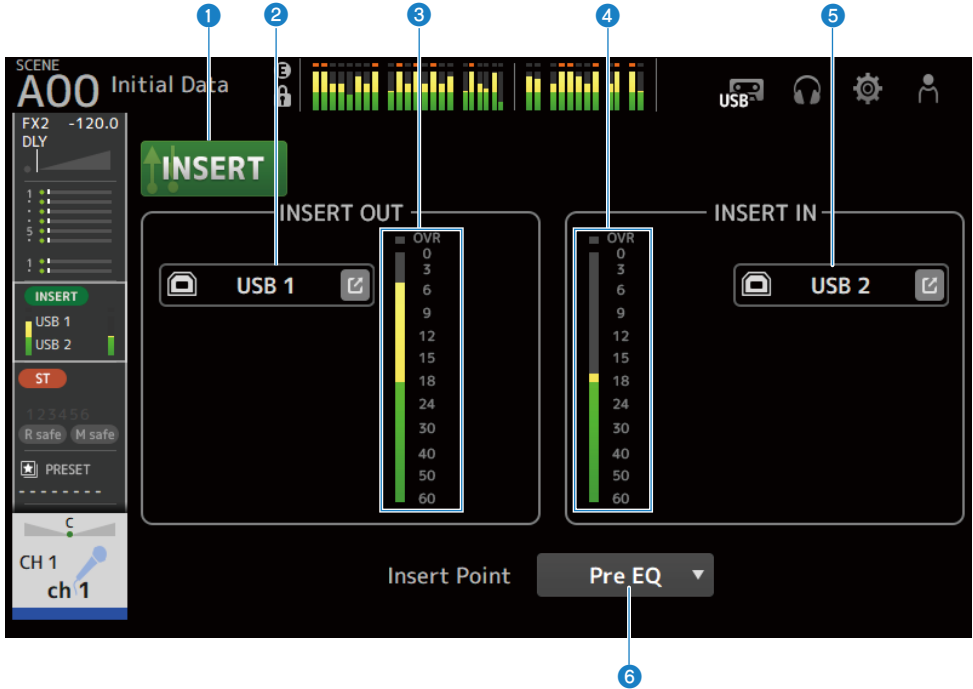 1 2 3 4 5
SCENE
A00 Initial Data
E
USB
FX2 -120.0
DLY
1
5
1
INSERT
USB 1
USB 2
ST
123456
R safe M safe
PRESET
--------
C
CH 1
ch 1
INSERT
INSERT OUT
USB 1
OVR
0
3
6
9
12
15
18
24
30
40
50
60
INSERT IN
OVR
0
3
6
9
12
15
18
24
30
40
50
60
USB 2
Insert Point Pre EQ
6